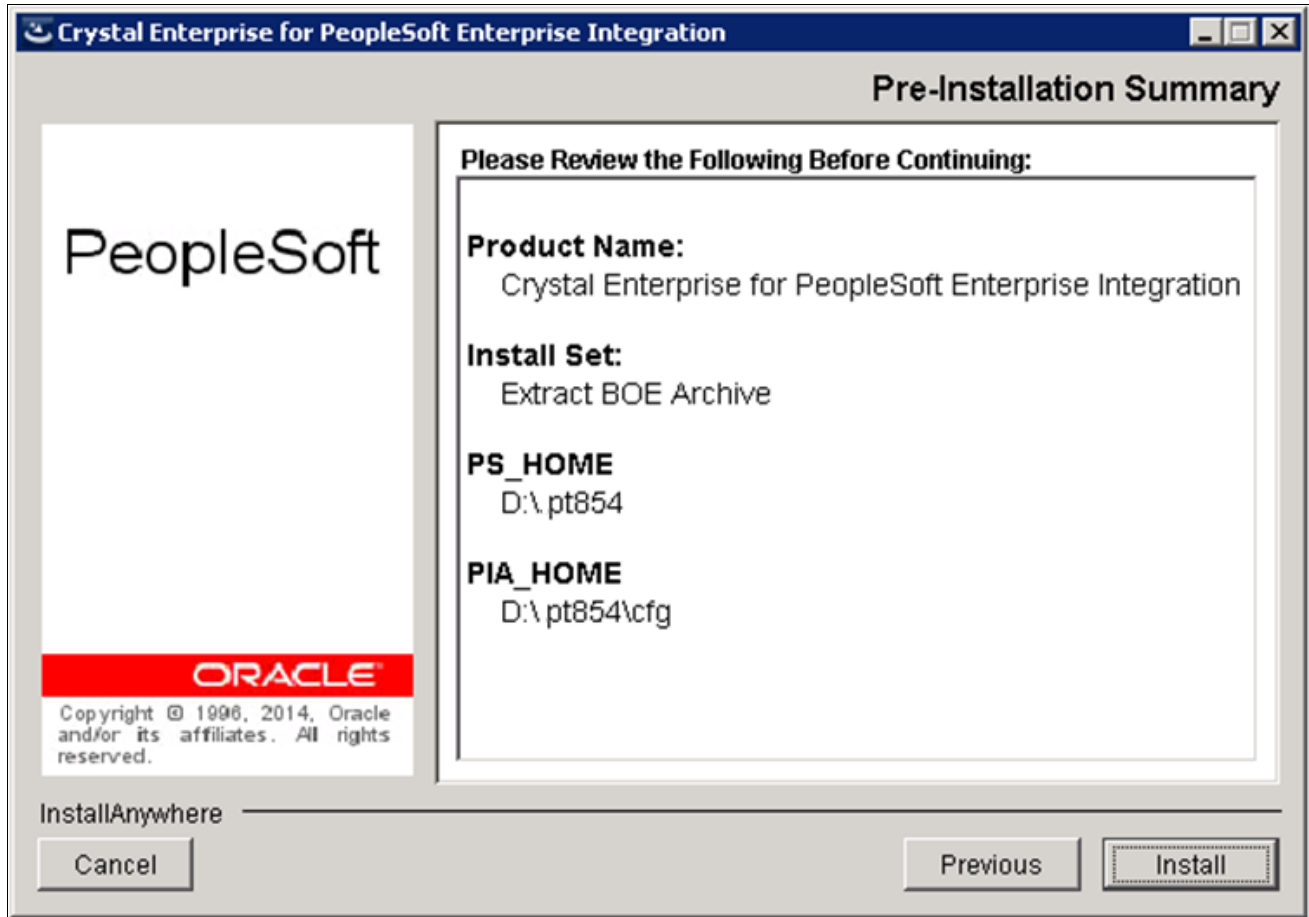 Crystal Enterprise for PeopleSoft Enterprise Integration
Pre-Installation Summary
PeopleSoft
ORACLE
Copyright © 1996, 2014, Oracle
and/or its affiliates. All rights
reserved.
Please Review the Following Before Continuing:
Product Name:
Crystal Enterprise for PeopleSoft Enterprise Integration
Install Set:
Extract BOE Archive
PS_HOME
D:\.pt854
PIA_HOME
D:\ pt854\cfg
InstallAnywhere
Cancel
Previous
Install